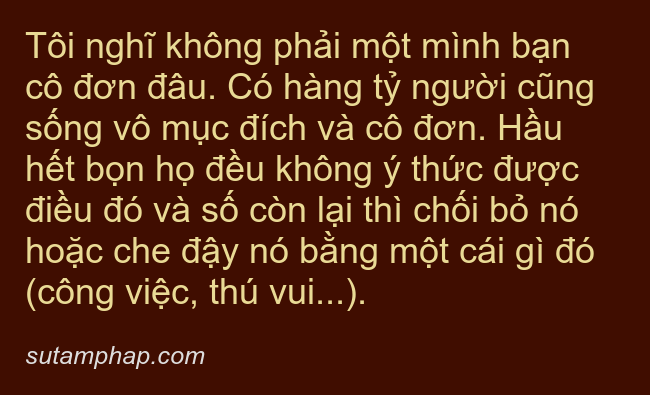 Tôi nghĩ không phải một mình bạn
cô đơn đâu. Có hàng tỷ người cũng
sống vô mục đích và cô đơn. Hầu
hết bọn họ đều không ý thức được
điều đó và số còn lại thì chối bỏ nó
hoặc che đậy nó bằng một cái gì đó
(công việc, thú vui...).
sutamphap.com